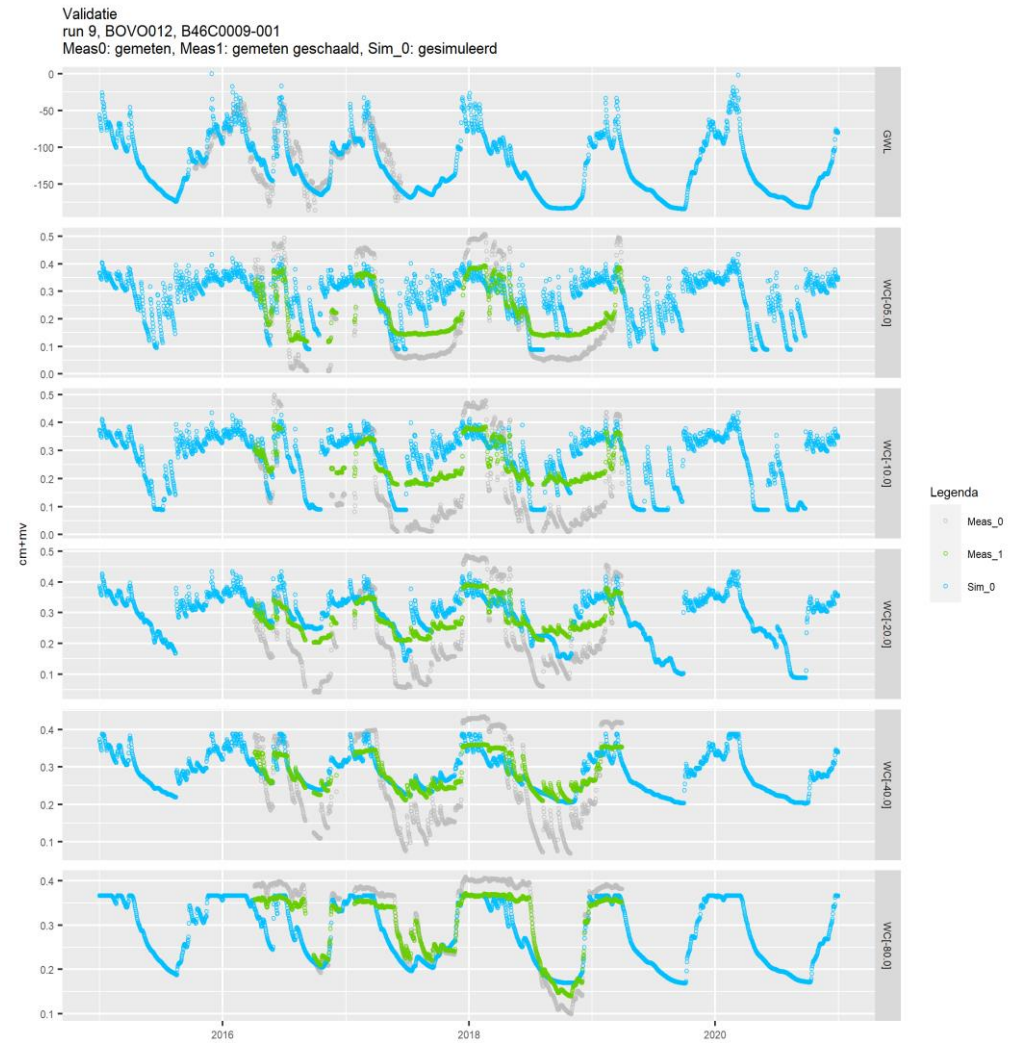 Validatie
run 9, BOVO012, B46C0009-001
Meas0: gemeten, Meas1: gemeten geschaald, Sim_0: gesimuleerd
cm+mv
0
-50
-100
-150
GWL
0.5
0.4
0.3
0.2
0.1
0.0
WC[-05.0]
0.5
0.4
0.3
0.2
0.1
0.0
WC[-10.0]
0.5
0.4
0.3
0.2
0.1
WC[-20.0]
0.4
0.3
0.2
0.1
WC[-40.0]
0.4
0.3
0.2
0.1
WC[-80.0]
2016
2018
2020
Legenda
Meas_0
Meas_1
Sim_0